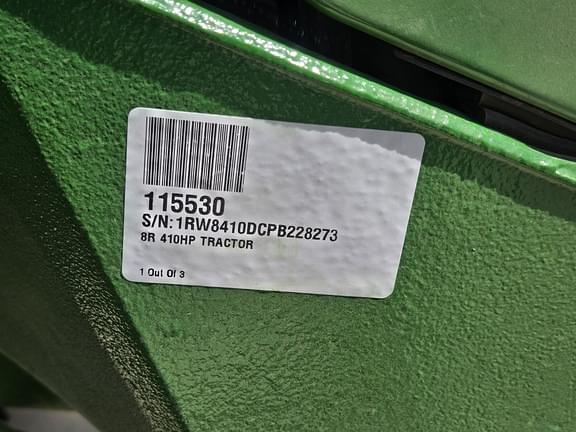 115530
S/N:1RW8410DCPB228273
8R 410HP TRACTOR
1 Out Of 3